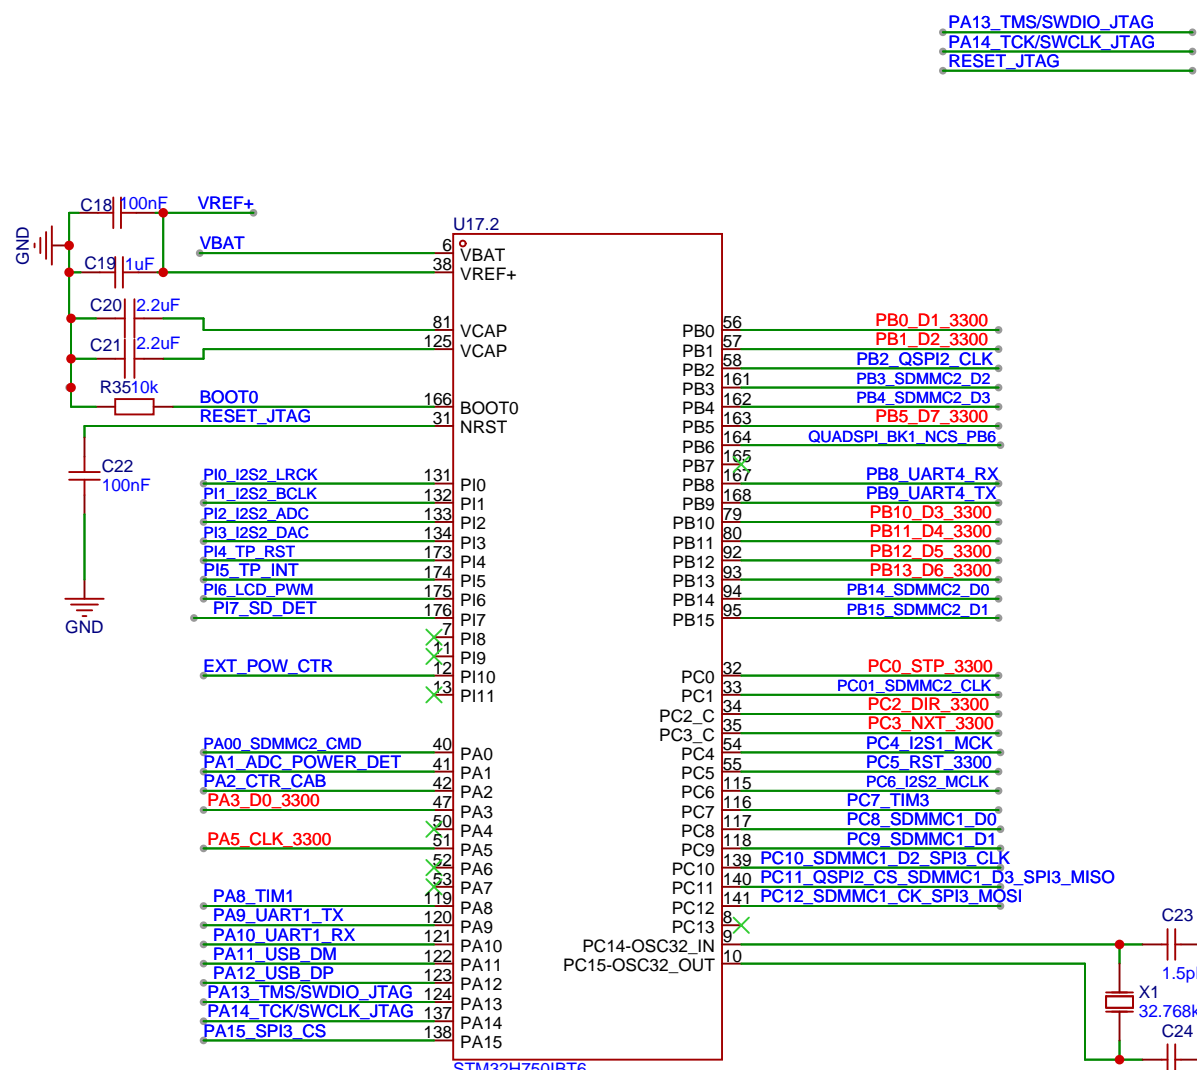 PA13_TMS/SWDIO_JTAG
PA14_TCK/SWCLK_JTAG
RESET_JTAG
C18 100nF VREF+
GND
U17.2
VBAT 6 VBAT
C19 1uF 38 VREF+
C20 2.2uF 81 VCAP
C21 2.2uF 125 VCAP
R35 10k
BOOT0 166 BOOT0
RESET_JTAG 31 NRST
C22
100nF
GND
PI0_I2S2_LRCK 131 PI0
PI1_I2S2_BCLK 132 PI1
PI2_I2S2_ADC 133 PI2
PI3_I2S2_DAC 134 PI3
PI4_TP_RST 173 PI4
PI5_TP_INT 174 PI5
PI6_LCD_PWM 175 PI6
PI7_SD_DET 176 PI7
7 PI8
11 PI9
EXT_POW_CTR 12 PI10
13 PI11
PA00_SDMMC2_CMD 40 PA0
PA1_ADC_POWER_DET 41 PA1
PA2_CTR_CAB 42 PA2
PA3_D0_3300 47 PA3
50 PA4
PA5_CLK_3300 51 PA5
52 PA6
53 PA7
PA8_TIM1 119 PA8
PA9_UART1_TX 120 PA9
PA10_UART1_RX 121 PA10
PA11_USB_DM 122 PA11
PA12_USB_DP 123 PA12
PA13_TMS/SWDIO_JTAG 124 PA13
PA14_TCK/SWCLK_JTAG 137 PA14
PA15_SPI3_CS 138 PA15
PB0 56 PB0_D1_3300
PB1 57 PB1_D2_3300
PB2 58 PB2_QSPI2_CLK
PB3 161 PB3_SDMMC2_D2
PB4 162 PB4_SDMMC2_D3
PB5 163 PB5_D7_3300
PB6 164 QUADSPI_BK1_NCS_PB6
PB7 165
PB8 167 PB8_UART4_RX
PB9 168 PB9_UART4_TX
PB10 79 PB10_D3_3300
PB11 80 PB11_D4_3300
PB12 92 PB12_D5_3300
PB13 93 PB13_D6_3300
PB14 94 PB14_SDMMC2_D0
PB15 95 PB15_SDMMC2_D1
PC0 32 PC0_STP_3300
PC1 33 PC01_SDMMC2_CLK
PC2_C 34 PC2_DIR_3300
PC3_C 35 PC3_NXT_3300
PC4 54 PC4_I2S1_MCK
PC5 55 PC5_RST_3300
PC6 115 PC6_I2S2_MCLK
PC7 116 PC7_TIM3
PC8 117 PC8_SDMMC1_D0
PC9 118 PC9_SDMMC1_D1
PC10 139 PC10_SDMMC1_D2_SPI3_CLK
PC11 140 PC11_QSPI2_CS_SDMMC1_D3_SPI3_MISO
PC12 141 PC12_SDMMC1_CK_SPI3_MOSI
PC13 8
PC14-OSC32_IN 9
PC15-OSC32_OUT 10
C23
1.5p
X1
32.768k
C24
STM32H750IBT6